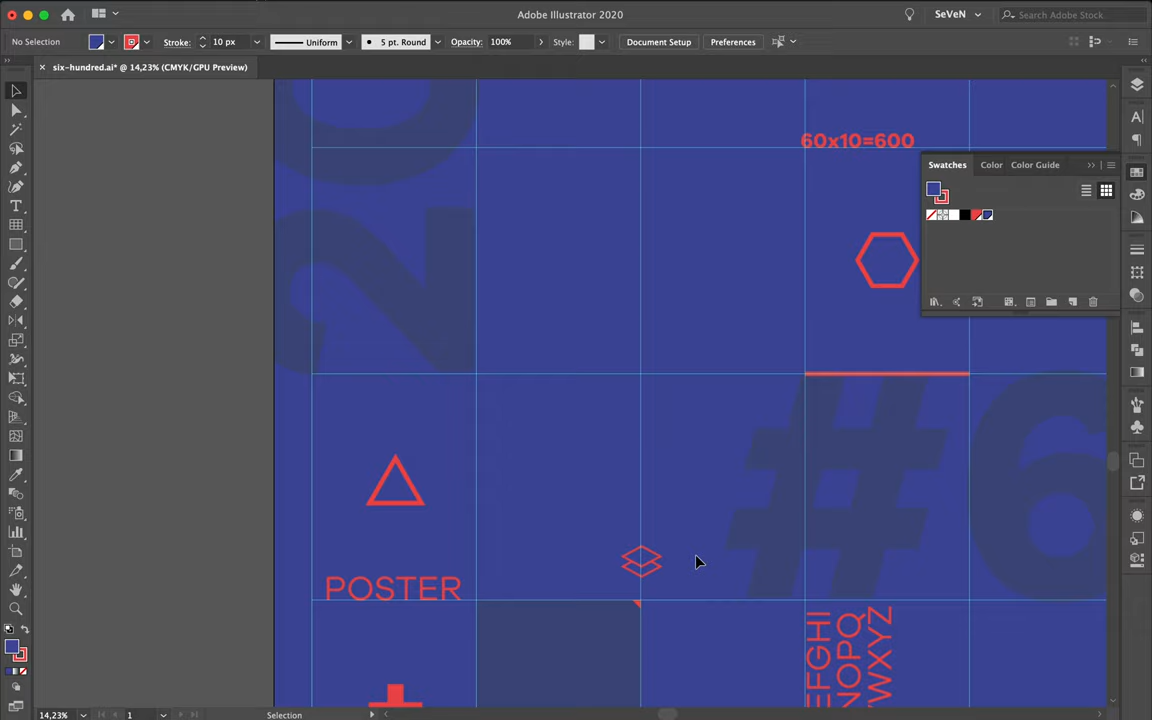 Adobe Illustrator 2020
SeVeN
Search Adobe Stock
No Selection
Stroke:
10 px
Uniform
5 pt. Round
Opacity:
100%
Style:
Document Setup
Preferences
six-hundred.ai* @ 14,23% (CMYK/GPU Preview)
60x10=600
Swatches
Color
Color Guide
2
#6
POSTER
EFGHI
NOPQ
WXYZ
14,23%
1
Selection